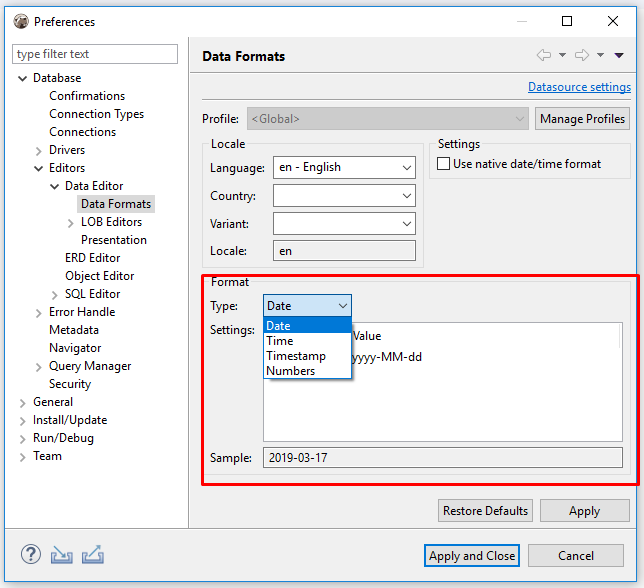 Preferences
type filter text
Database
Confirmations
Connection Types
Connections
Drivers
Editors
Data Editor
Data Formats
LOB Editors
Presentation
ERD Editor
Object Editor
SQL Editor
Error Handle
Metadata
Navigator
Query Manager
Security
General
Install/Update
Run/Debug
Team
Data Formats
Datasource settings
Profile: <Global> Manage Profiles
Locale
Language: en - English
Country:
Variant:
Locale: en
Settings
Use native date/time format
Format
Type: Date
Date
Time
Timestamp
Numbers
Settings: Value
yyyy-MM-dd
Sample: 2019-03-17
Restore Defaults Apply
? Apply and Close Cancel